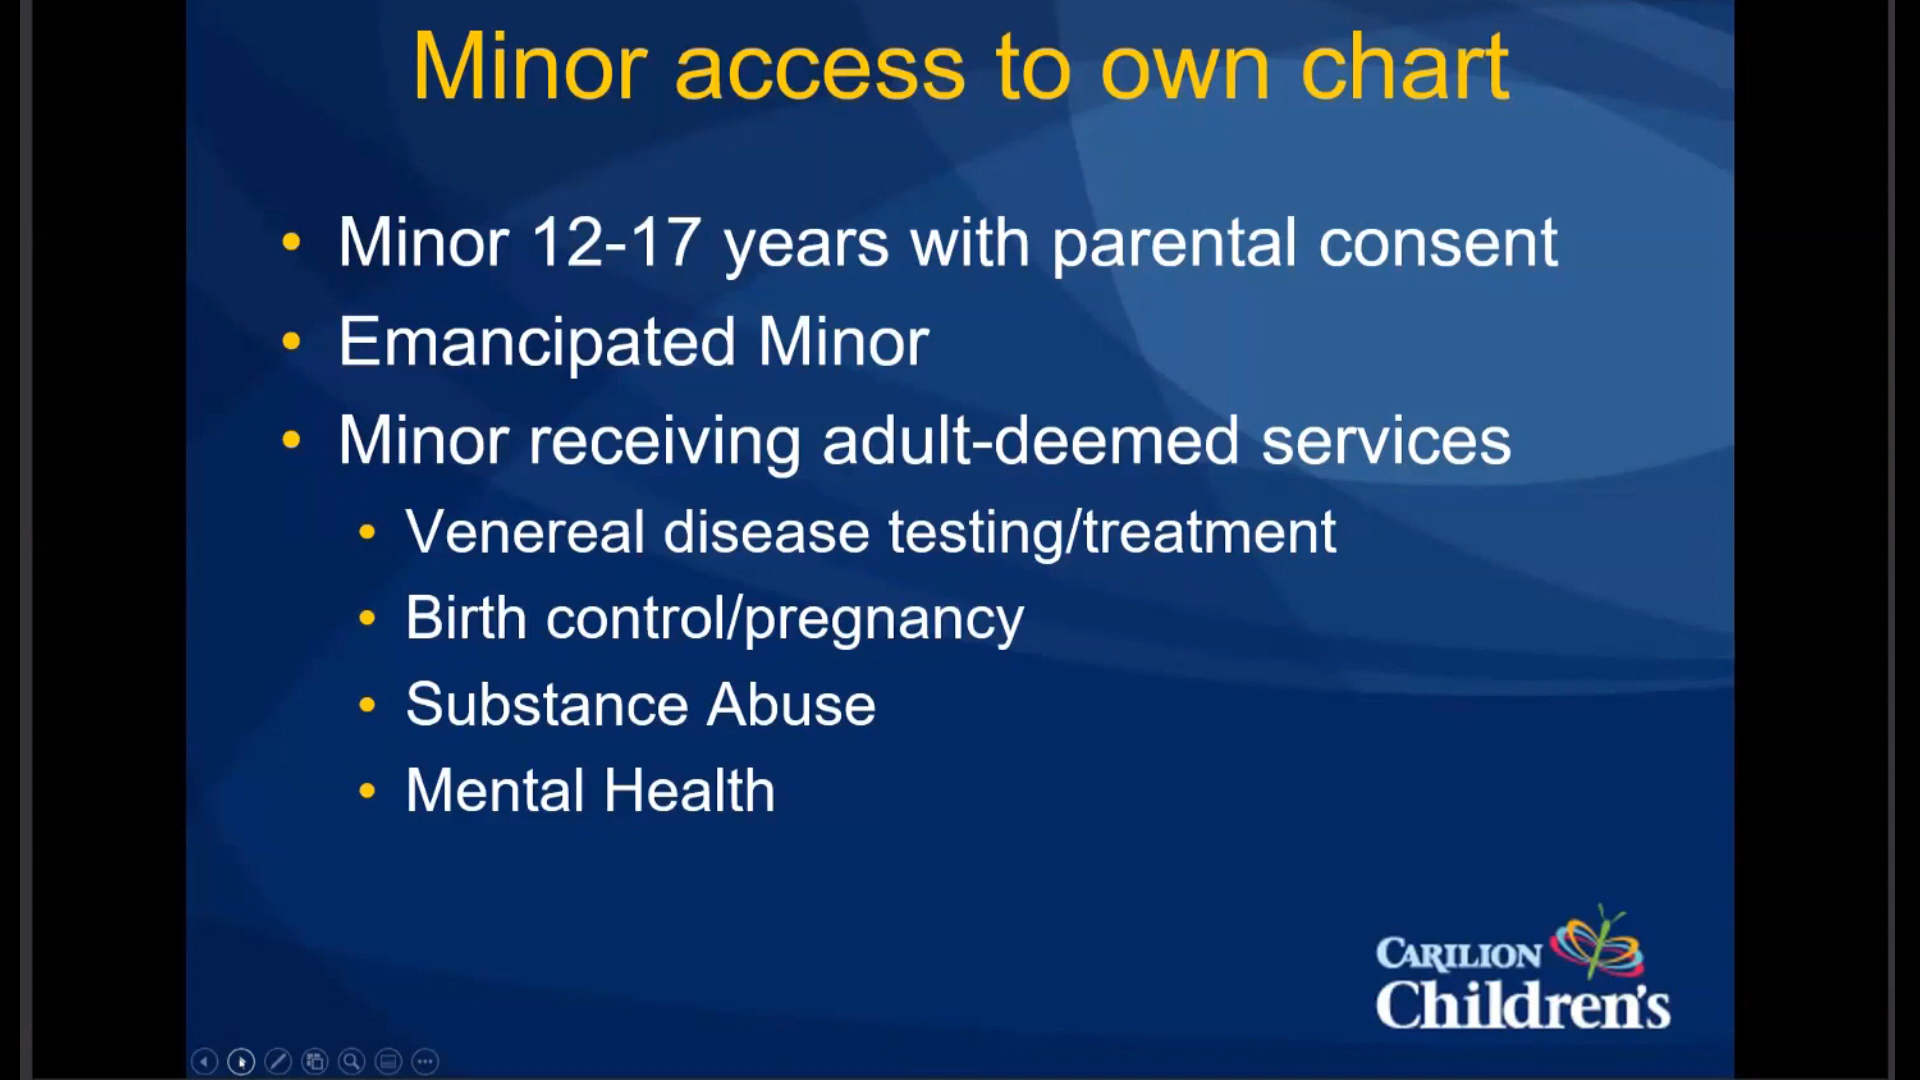 Minor access to own chart
• Minor 12-17 years with parental consent
• Emancipated Minor
• Minor receiving adult-deemed services
• Venereal disease testing/treatment
• Birth control/pregnancy
• Substance Abuse
• Mental Health
CARILION
Children's